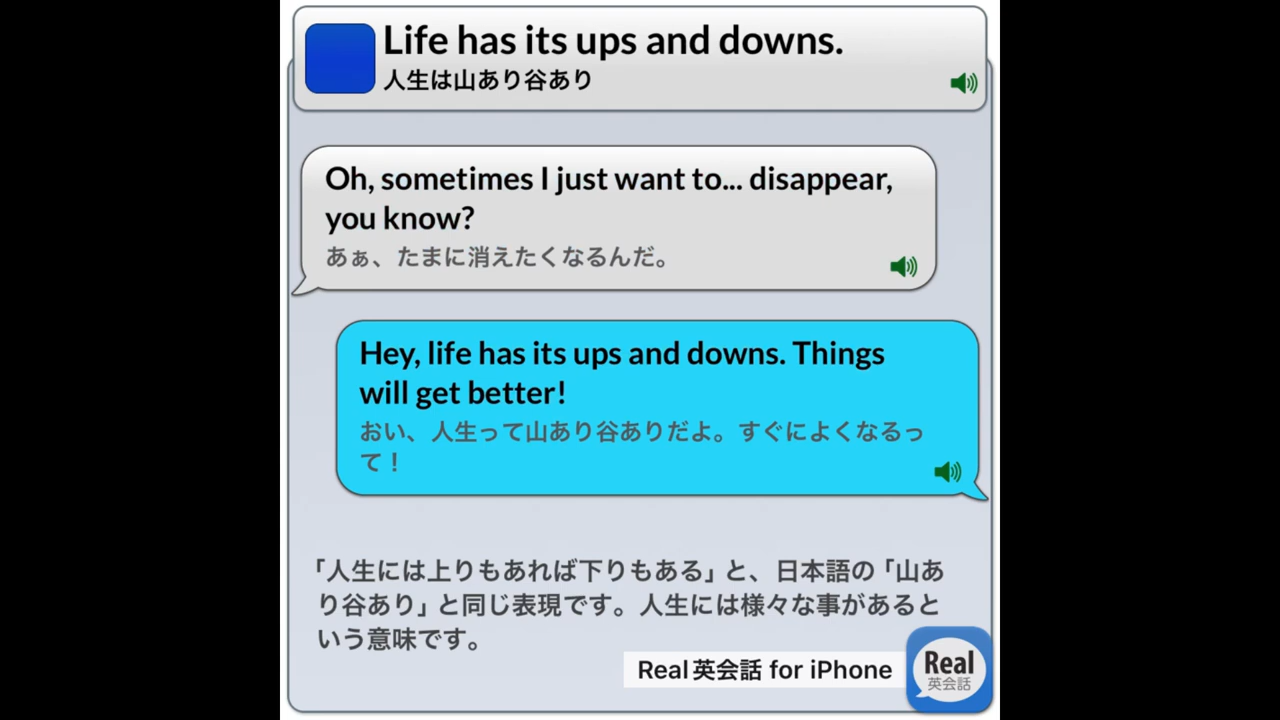 Life has its ups and downs.
人生は山あり谷あり
Oh, sometimes I just want to... disappear,
you know?
あぁ、たまに消えたくなるんだ。
Hey, life has its ups and downs. Things
will get better!
おい、人生って山あり谷ありだよ。すぐによくなるっ
て！
「人生には上りもあれば下りもある」と、日本語の「山あ
り谷あり」と同じ表現です。人生には様々な事があると
いう意味です。
Real英会話 for iPhone
Real
英会話